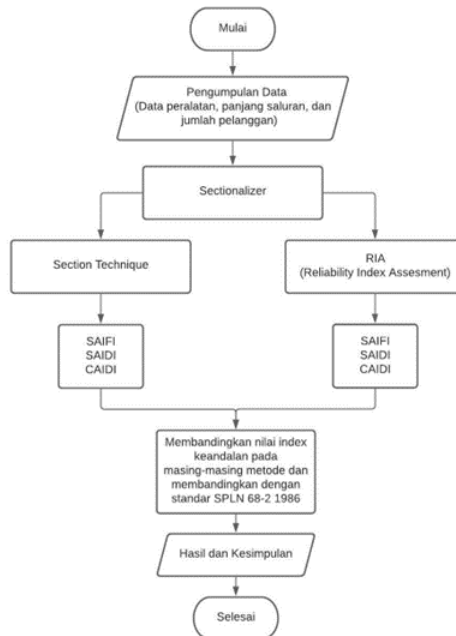 Mulai
Pengumpulan Data
(Data peralatan, panjang saluran, dan
jumlah pelanggan)
Sectionalizer
Section Technique
RIA
(Reliability Index Assesment)
SAIFI
SAIDI
CAIDI
SAIFI
SAIDI
CAIDI
Membandingkan nilai index
keandalan pada
masing-masing metode dan
membandingkan dengan
standar SPLN 68-2 1986
Hasil dan Kesimpulan
Selesai